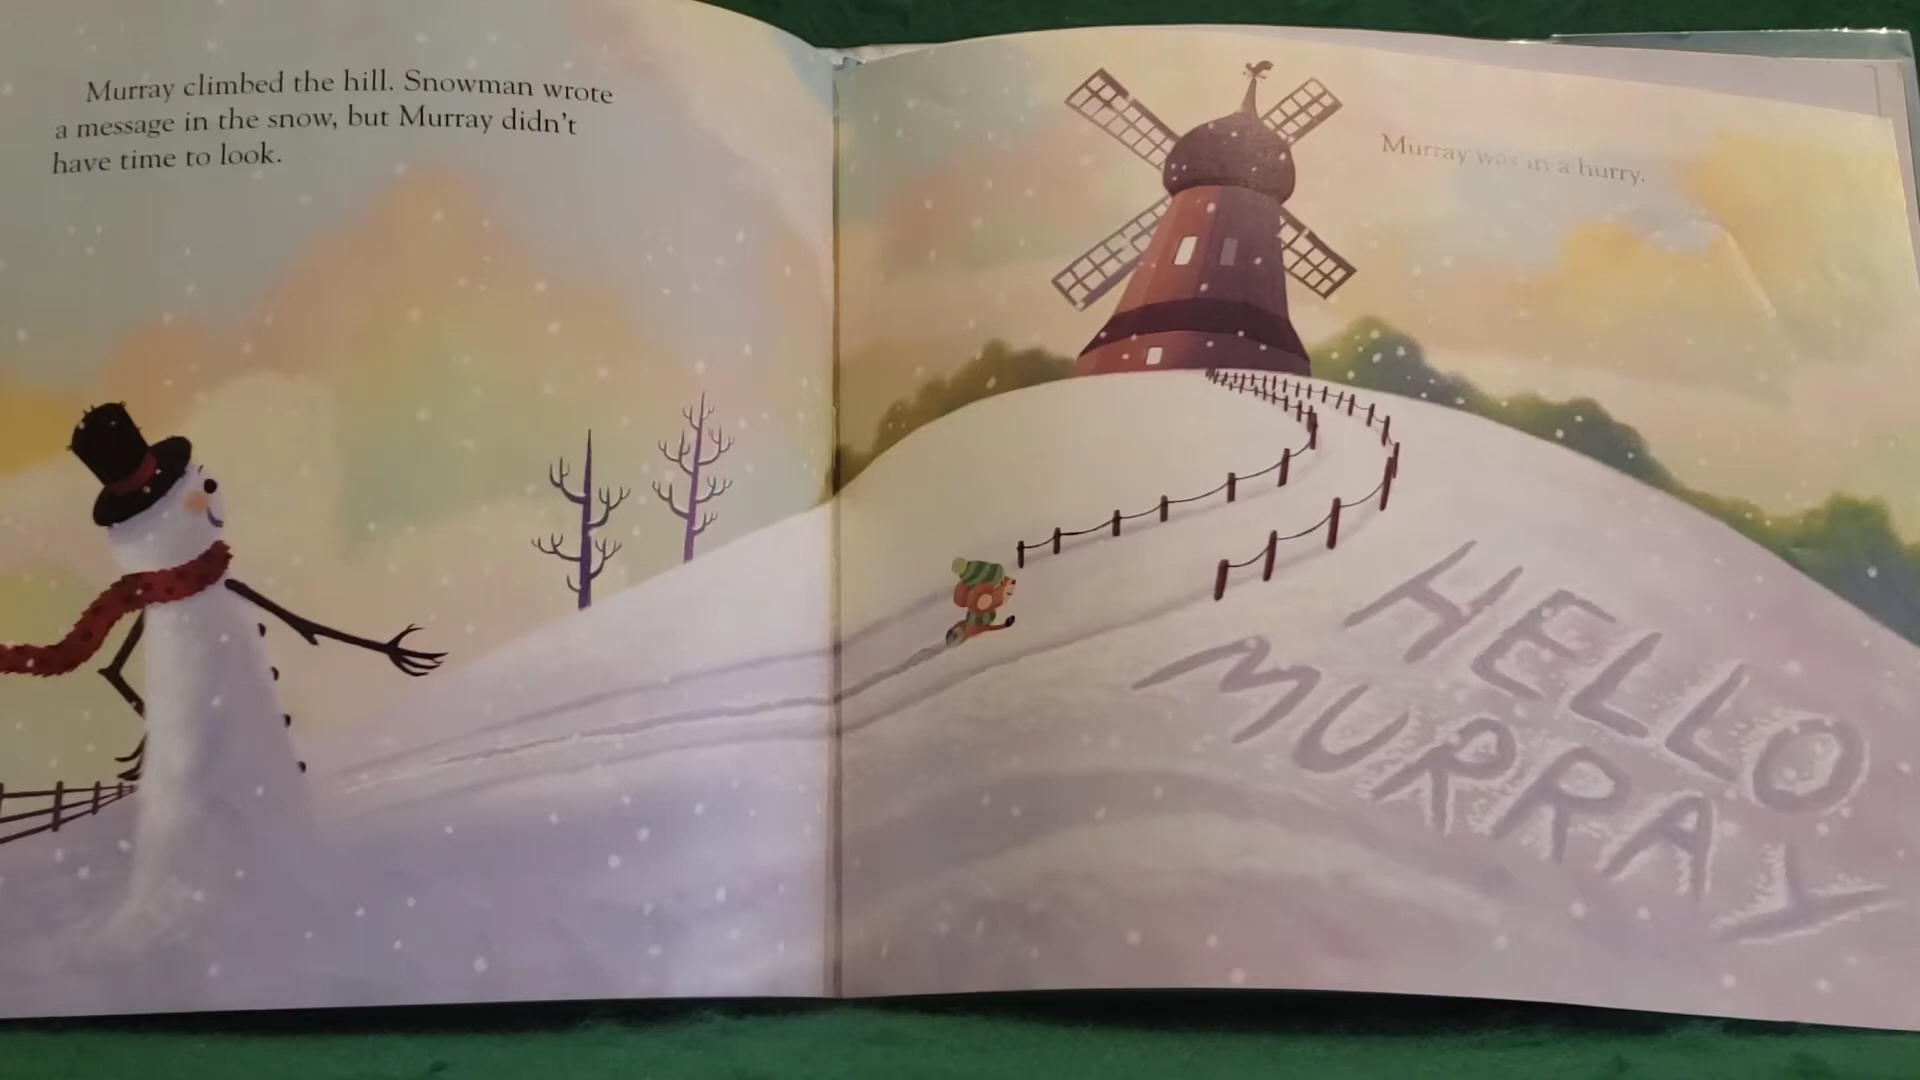 Murray climbed the hill. Snowman wrote
a message in the snow, but Murray didn't
have time to look.
Murray was in a hurry.
HELLO
MURRAY